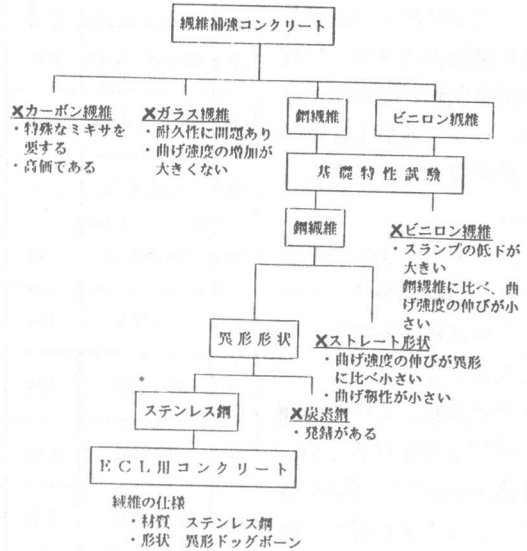 繊維補強コンクリート
✕カーボン繊維
・特殊なミキサを
要する
・高価である
✕ガラス繊維
・耐久性に問題あり
・曲げ強度の増加が
大きくない
鋼繊維
ビニロン繊維
基礎特性試験
鋼繊維
✕ビニロン繊維
・スランプの低下が
大きい
鋼繊維に比べ、曲
げ強度の伸びが小
さい
異形形状
✕ストレート形状
・曲げ強度の伸びが異形
に比べ小さい
・曲げ靱性が小さい
ステンレス鋼
✕炭素鋼
・発錆がある
ECL用コンクリート
繊維の仕様
・材質 ステンレス鋼
・形状 異形ドッグボーン